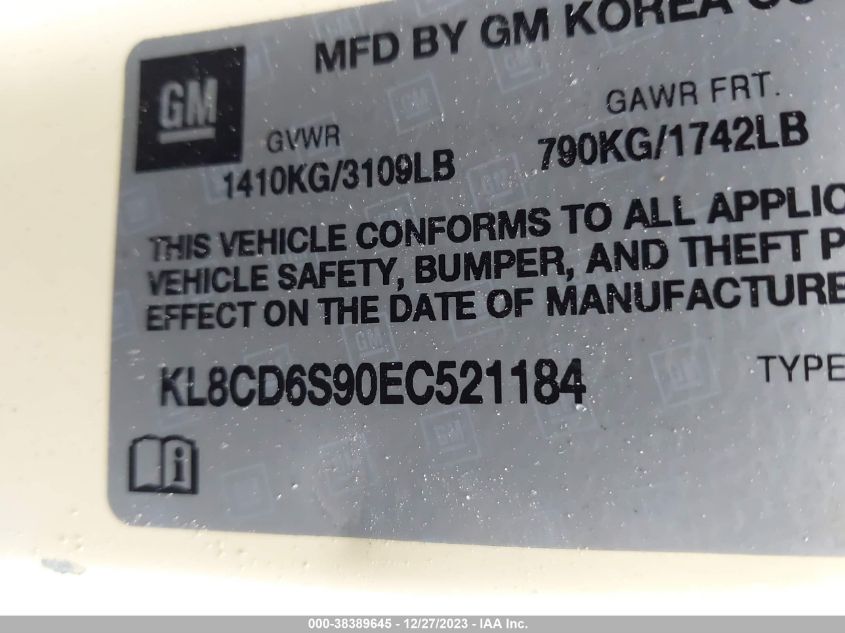 MFD BY GM KOREA CO
GM
GVWR
GAWR FRT.
1410KG/3109LB
790KG/1742LB
THIS VEHICLE CONFORMS TO ALL APPLIC
VEHICLE SAFETY, BUMPER, AND THEFT P
EFFECT ON THE DATE OF MANUFACTURE
KL8CD6S90EC521184
TYPE
i
000-38389645 - 12/27/2023 - IAA Inc.